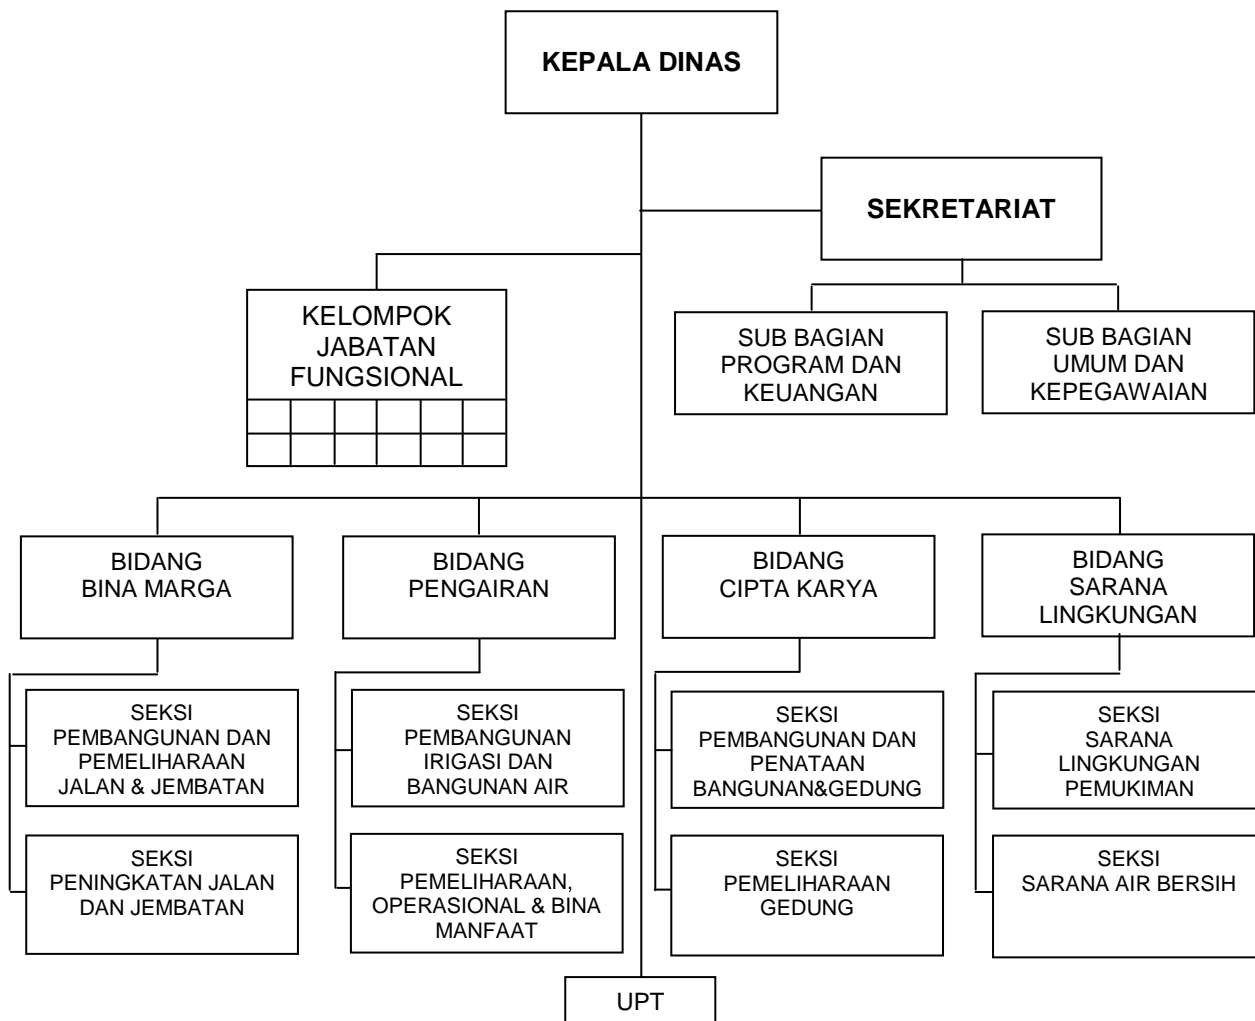 KEPALA DINAS
SEKRETARIAT
KELOMPOK
JABATAN
FUNGSIONAL
SUB BAGIAN
PROGRAM DAN
KEUANGAN
SUB BAGIAN
UMUM DAN
KEPEGAWAIAN
BIDANG
BINA MARGA
BIDANG
PENGAIRAN
BIDANG
CIPTA KARYA
BIDANG
SARANA
LINGKUNGAN
SEKSI
PEMBANGUNAN DAN
PEMELIHARAAN
JALAN & JEMBATAN
SEKSI
PEMBANGUNAN
IRIGASI DAN
BANGUNAN AIR
SEKSI
PEMBANGUNAN DAN
PENATAAN
BANGUNAN&GEDUNG
SEKSI
SARANA
LINGKUNGAN
PEMUKIMAN
SEKSI
PENINGKATAN JALAN
DAN JEMBATAN
SEKSI
PEMELIHARAAN,
OPERASIONAL & BINA
MANFAAT
SEKSI
PEMELIHARAAN
GEDUNG
SEKSI
SARANA AIR BERSIH
UPT